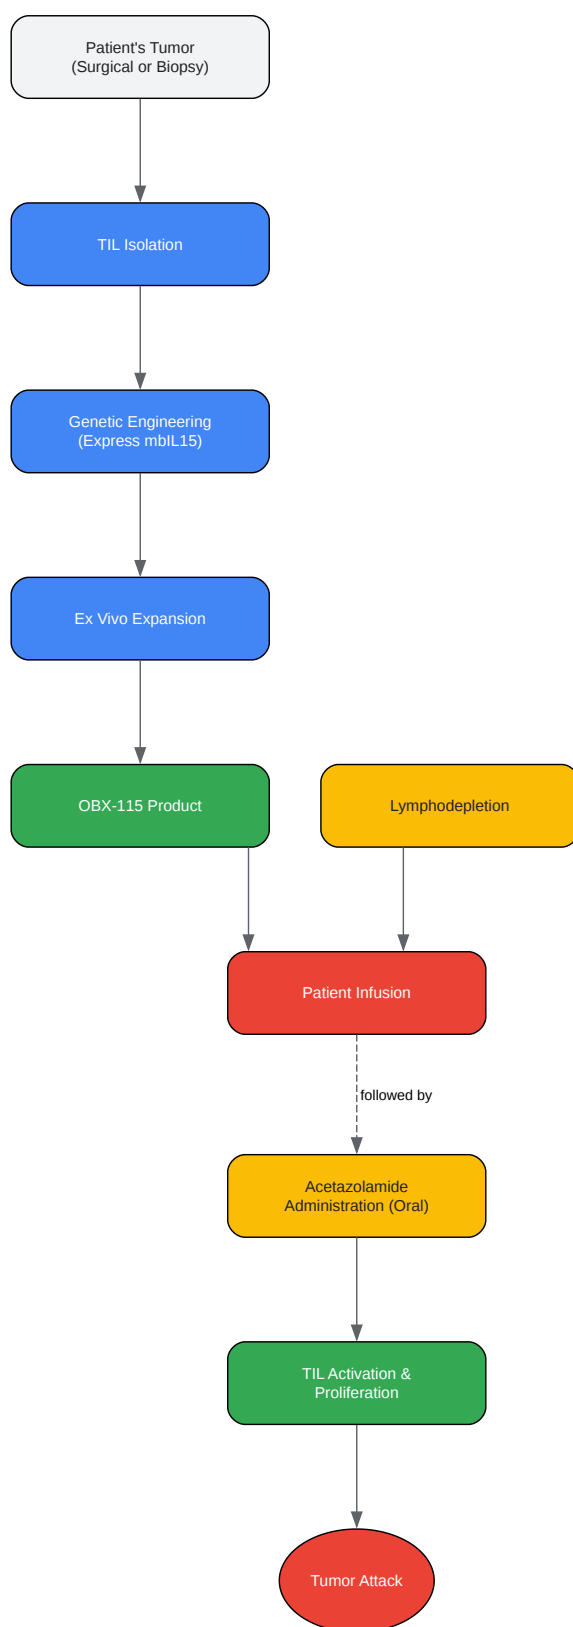 Patient's Tumor
(Surgical or Biopsy)
TIL Isolation
Genetic Engineering
(Express mbIL15)
Ex Vivo Expansion
OBX-115 Product
Lymphodepletion
Patient Infusion
followed by
Acetazolamide
Administration (Oral)
TIL Activation &
Proliferation
Tumor Attack